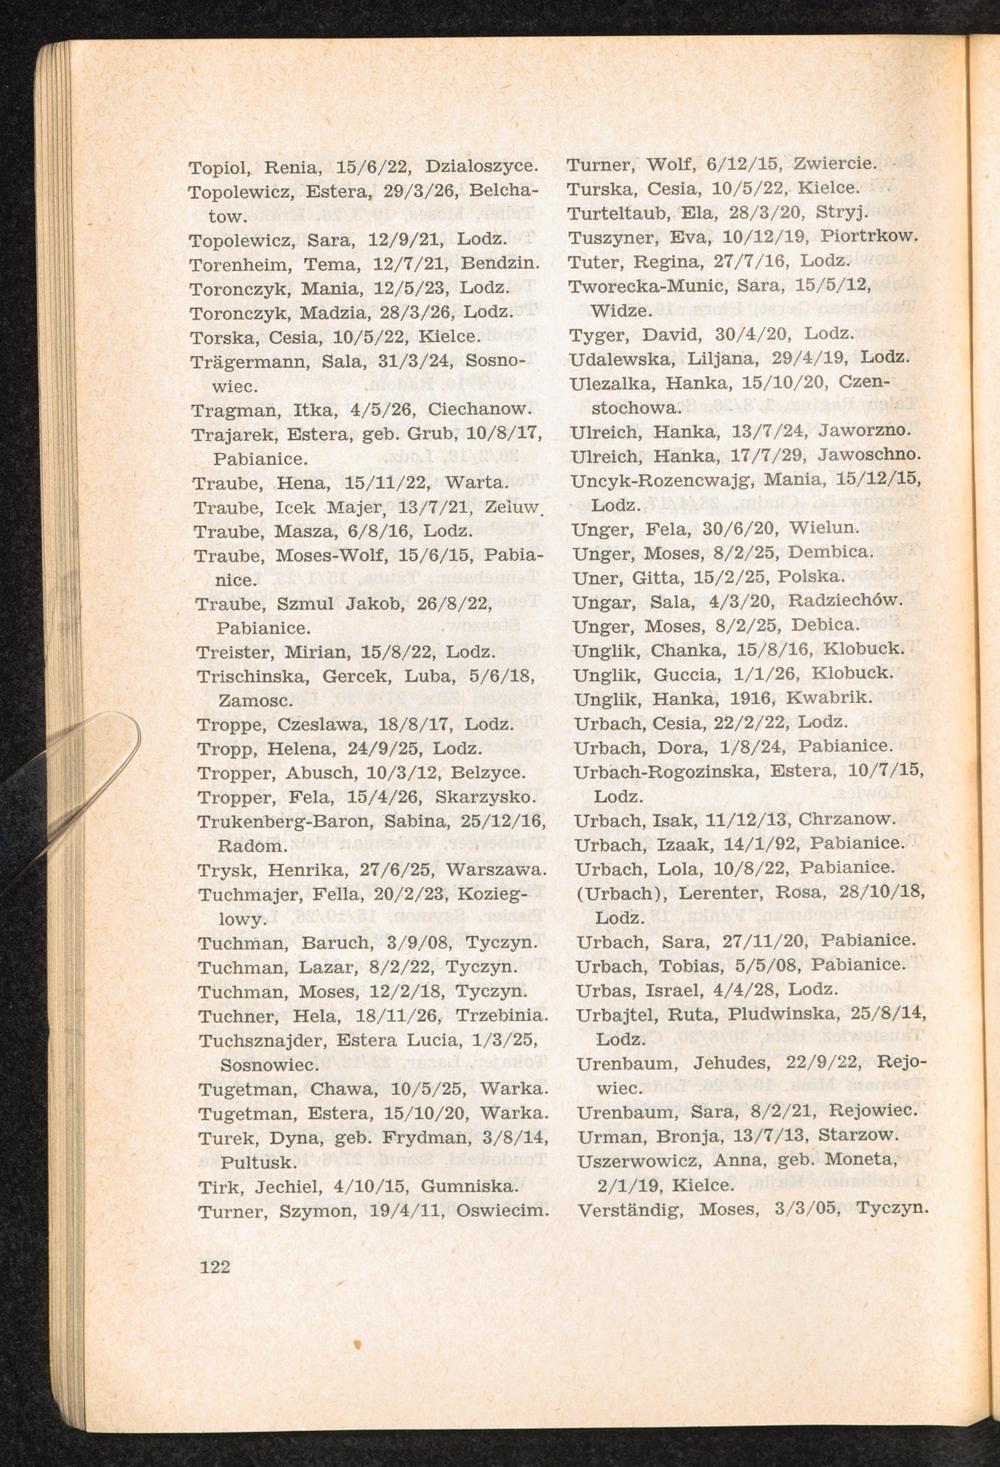 Topiol, Renia, 15/6/22, Dzialoszyce.
Topolewicz, Estera, 29/3/26, Belcha-
tow.
Topolewicz, Sara, 12/9/21, Lodz.
Torenheim, Tema, 12/7/21, Bendzin.
Toronczyk, Mania, 12/5/23, Lodz.
Toronczyk, Madzia, 28/3/26, Lodz.
Torska, Cesia, 10/5/22, Kielce.
Trägermann, Sala, 31/3/24, Sosno-
wiec.
Tragman, Itka, 4/5/26, Ciechanow.
Trajarek, Estera, geb. Grub, 10/8/17,
Pabianice.
Traube, Hena, 15/11/22, Warta.
Traube, Icek Majer, 13/7/21, Zeluw.
Traube, Masza, 6/8/16, Lodz.
Traube, Moses-Wolf, 15/6/15, Pabia-
nice.
Traube, Szmul Jakob, 26/8/22,
Pabianice.
Treister, Mirian, 15/8/22, Lodz.
Trischinska, Gercek, Luba, 5/6/18,
Zamosc.
Troppe, Czeslawa, 18/8/17, Lodz.
Tropp, Helena, 24/9/25, Lodz.
Tropper, Abusch, 10/3/12, Belzyce.
Tropper, Fela, 15/4/26, Skarzysko.
Trukenberg-Baron, Sabina, 25/12/16,
Radom.
Trysk, Henrika, 27/6/25, Warszawa.
Tuchmajer, Fella, 20/2/23, Kozieg-
lowy.
Tuchman, Baruch, 3/9/08, Tyczyn.
Tuchman, Lazar, 8/2/22, Tyczyn.
Tuchman, Moses, 12/2/18, Tyczyn.
Tuchner, Hela, 18/11/26, Trzebinia.
Tuchsznajder, Estera Lucia, 1/3/25,
Sosnowiec.
Tugetman, Chawa, 10/5/25, Warka.
Tugetman, Estera, 15/10/20, Warka.
Turek, Dyna, geb. Frydman, 3/8/14,
Pultusk.
Tirk, Jechiel, 4/10/15, Gumniska.
Turner, Szymon, 19/4/11, Oswiecim.
Turner, Wolf, 6/12/15, Zwiercie.
Turska, Cesia, 10/5/22, Kielce.
Turteltaub, Ela, 28/3/20, Stryj.
Tuszyner, Eva, 10/12/19, Piortrkow.
Tuter, Regina, 27/7/16, Lodz.
Tworecka-Munic, Sara, 15/5/12,
Widze.
Tyger, David, 30/4/20, Lodz.
Udalewska, Liljana, 29/4/19, Lodz.
Ulezalka, Hanka, 15/10/20, Czen-
stochowa.
Ulreich, Hanka, 13/7/24, Jaworzno.
Ulreich, Hanka, 17/7/29, Jawoschno.
Uncyk-Rozencwajg, Mania, 15/12/15,
Lodz.
Unger, Fela, 30/6/20, Wielun.
Unger, Moses, 8/2/25, Dembica.
Uner, Gitta, 15/2/25, Polska.
Ungar, Sala, 4/3/20, Radziechów.
Unger, Moses, 8/2/25, Debica.
Unglik, Chanka, 15/8/16, Klobuck.
Unglik, Guccia, 1/1/26, Klobuck.
Unglik, Hanka, 1916, Kwabrik.
Urbach, Cesia, 22/2/22, Lodz.
Urbach, Dora, 1/8/24, Pabianice.
Urbach-Rogozinska, Estera, 10/7/15,
Lodz.
Urbach, Isak, 11/12/13, Chrzanow.
Urbach, Izaak, 14/1/92, Pabianice.
Urbach, Lola, 10/8/22, Pabianice.
(Urbach), Lerenter, Rosa, 28/10/18,
Lodz.
Urbach, Sara, 27/11/20, Pabianice.
Urbach, Tobias, 5/5/08, Pabianice.
Urbas, Israel, 4/4/28, Lodz.
Urbajtel, Ruta, Pludwinska, 25/8/14,
Lodz.
Urenbaum, Jehudes, 22/9/22, Rejo-
wiec.
Urenbaum, Sara, 8/2/21, Rejowiec.
Urman, Bronja, 13/7/13, Starzow.
Uszerwowicz, Anna, geb. Moneta,
2/1/19, Kielce.
Verständig, Moses, 3/3/05, Tyczyn.
122